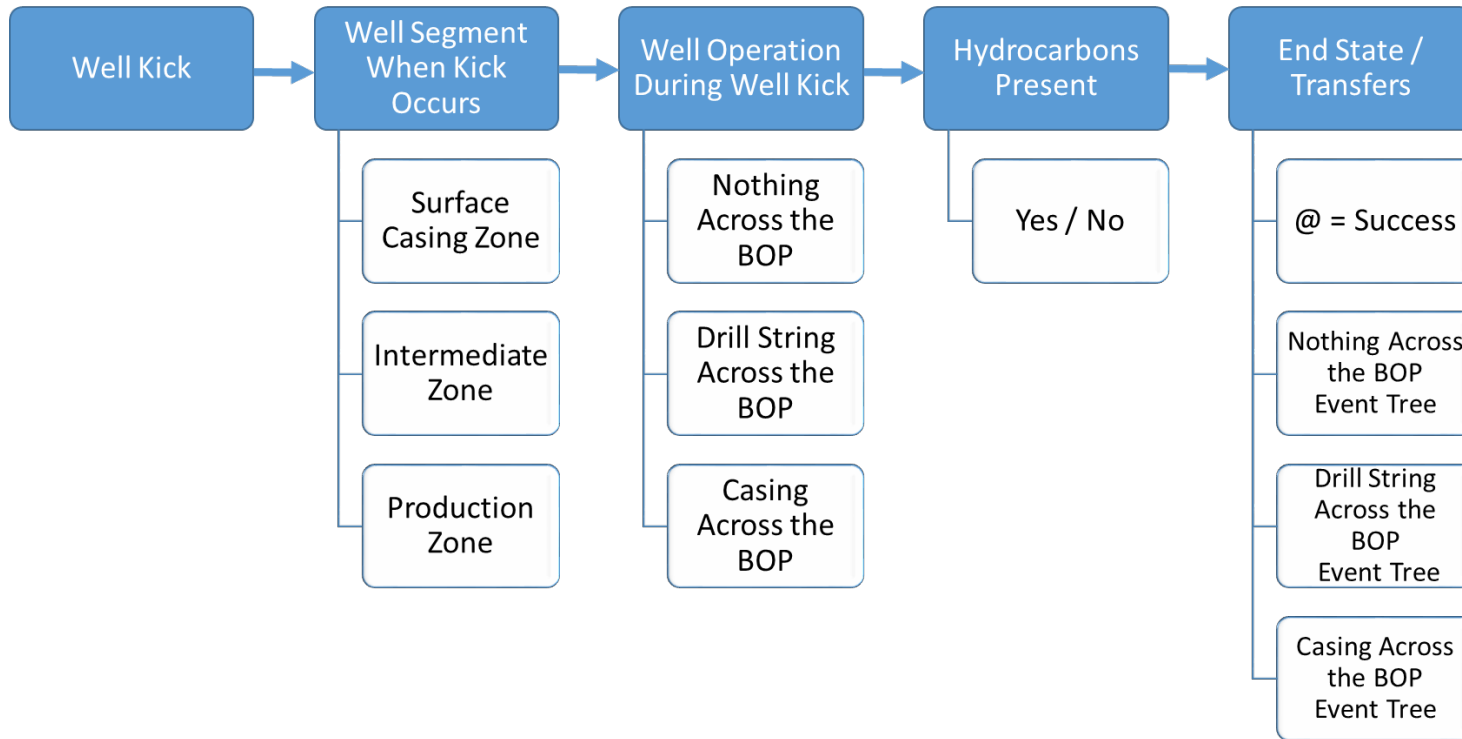 Well Kick
Well Segment
When Kick
Occurs
Well Operation
During Well Kick
Hydrocarbons
Present
End State /
Transfers
Surface
Casing Zone
Intermediate
Zone
Production
Zone
Nothing
Across the
BOP
Drill String
Across the
BOP
Casing
Across the
BOP
Yes / No
@ = Success
Nothing Across
the BOP
Event Tree
Drill String
Across the
BOP
Event Tree
Casing Across
the BOP
Event Tree